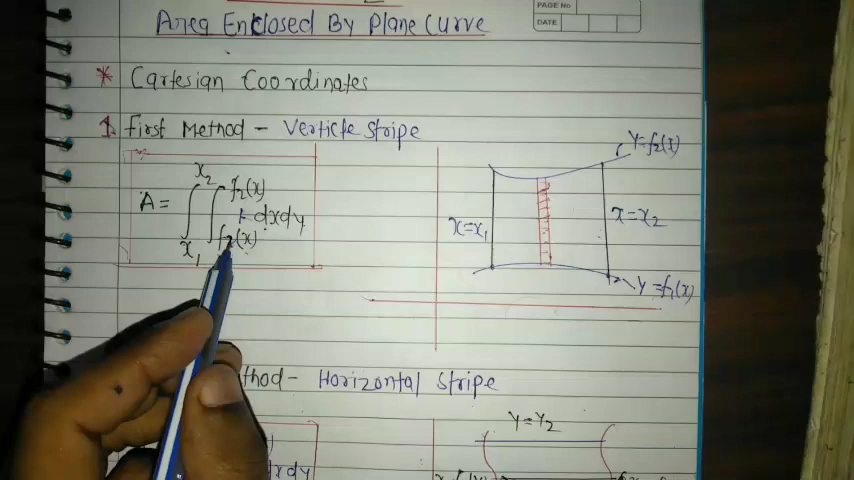 PAGE No
DATE
Area Enclosed By Plane Curve
* Cartesian Coordinates
1. First Method - Verticle Stripe
A = ∫ x₁ x₂ ∫ f₂(x) f₂(x) 1 dxdy
Y=f₂(x)
x=x₁
x=x₂
Y=f₁(x)
thod - Horizontal Stripe
Y=Y₂
dxdy